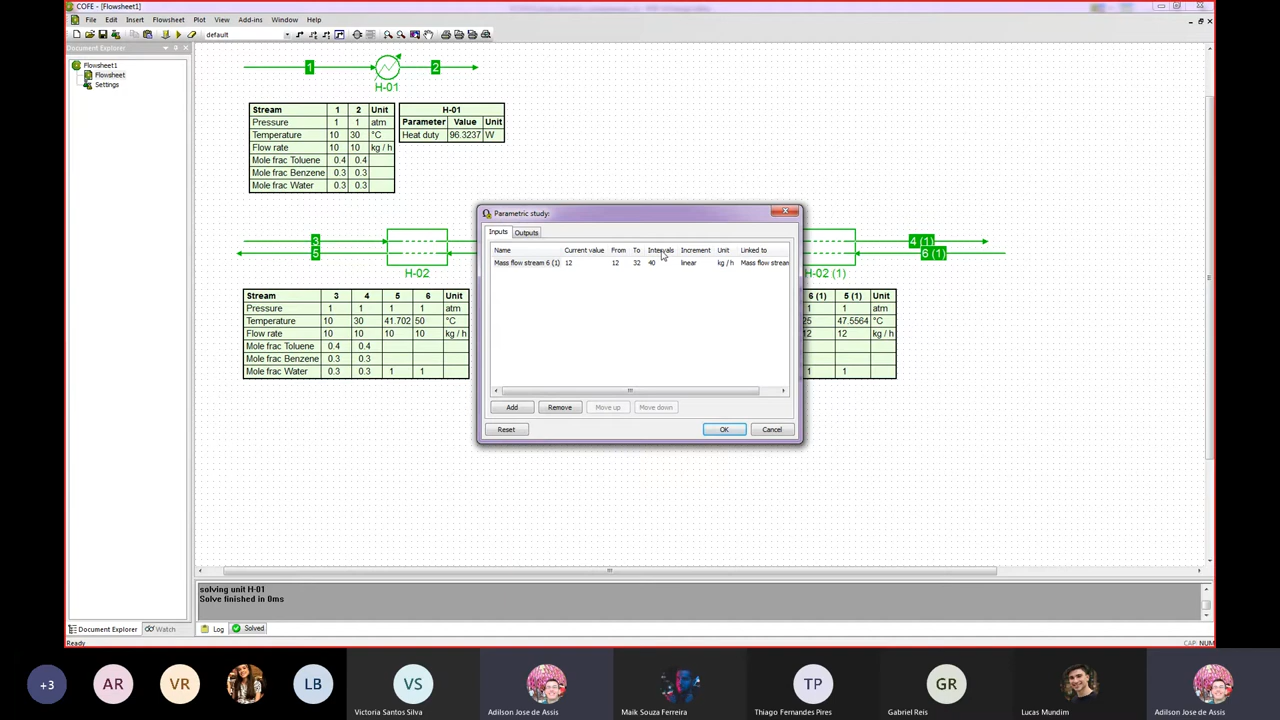 COFE - [Flowsheet1]
File Edit Insert Flowsheet Plot View Add-ins Window Help
default
Document Explorer
Flowsheet1
Flowsheet
Settings
1 2
H-01
Stream 1 2 Unit
Pressure 1 1 atm
Temperature 10 30 °C
Flow rate 10 10 kg / h
Mole frac Toluene 0.4 0.4
Mole frac Benzene 0.3 0.3
Mole frac Water 0.3 0.3
H-01
Parameter Value Unit
Heat duty 96.3237 W
3
5
H-02
Stream 3 4 5 6 Unit
Pressure 1 1 1 1 atm
Temperature 10 30 41.702 50 °C
Flow rate 10 10 10 10 kg / h
Mole frac Toluene 0.4 0.4
Mole frac Benzene 0.3 0.3
Mole frac Water 0.3 0.3 1 1
Parametric study:
Inputs Outputs
Name Current value From To Intervals Increment Unit Linked to
Mass flow stream 6 (1) 12 12 32 40 linear kg / h Mass flow stream
Add Remove Move up Move down
Reset OK Cancel
4 (1)
6 (1)
H-02 (1)
6 (1) 5 (1) Unit
1 1 atm
25 47.5564 °C
12 12 kg / h
1 1
solving unit H-01
Solve finished in 0ms
Document Explorer Watch Log Solved
Ready CAP NUM
+3 AR VR LB VS TP GR
Victoria Santos Silva Adilson Jose de Assis Maik Souza Ferreira Thiago Fernandes Pires Gabriel Reis Lucas Mundim Adilson Jose de Assis